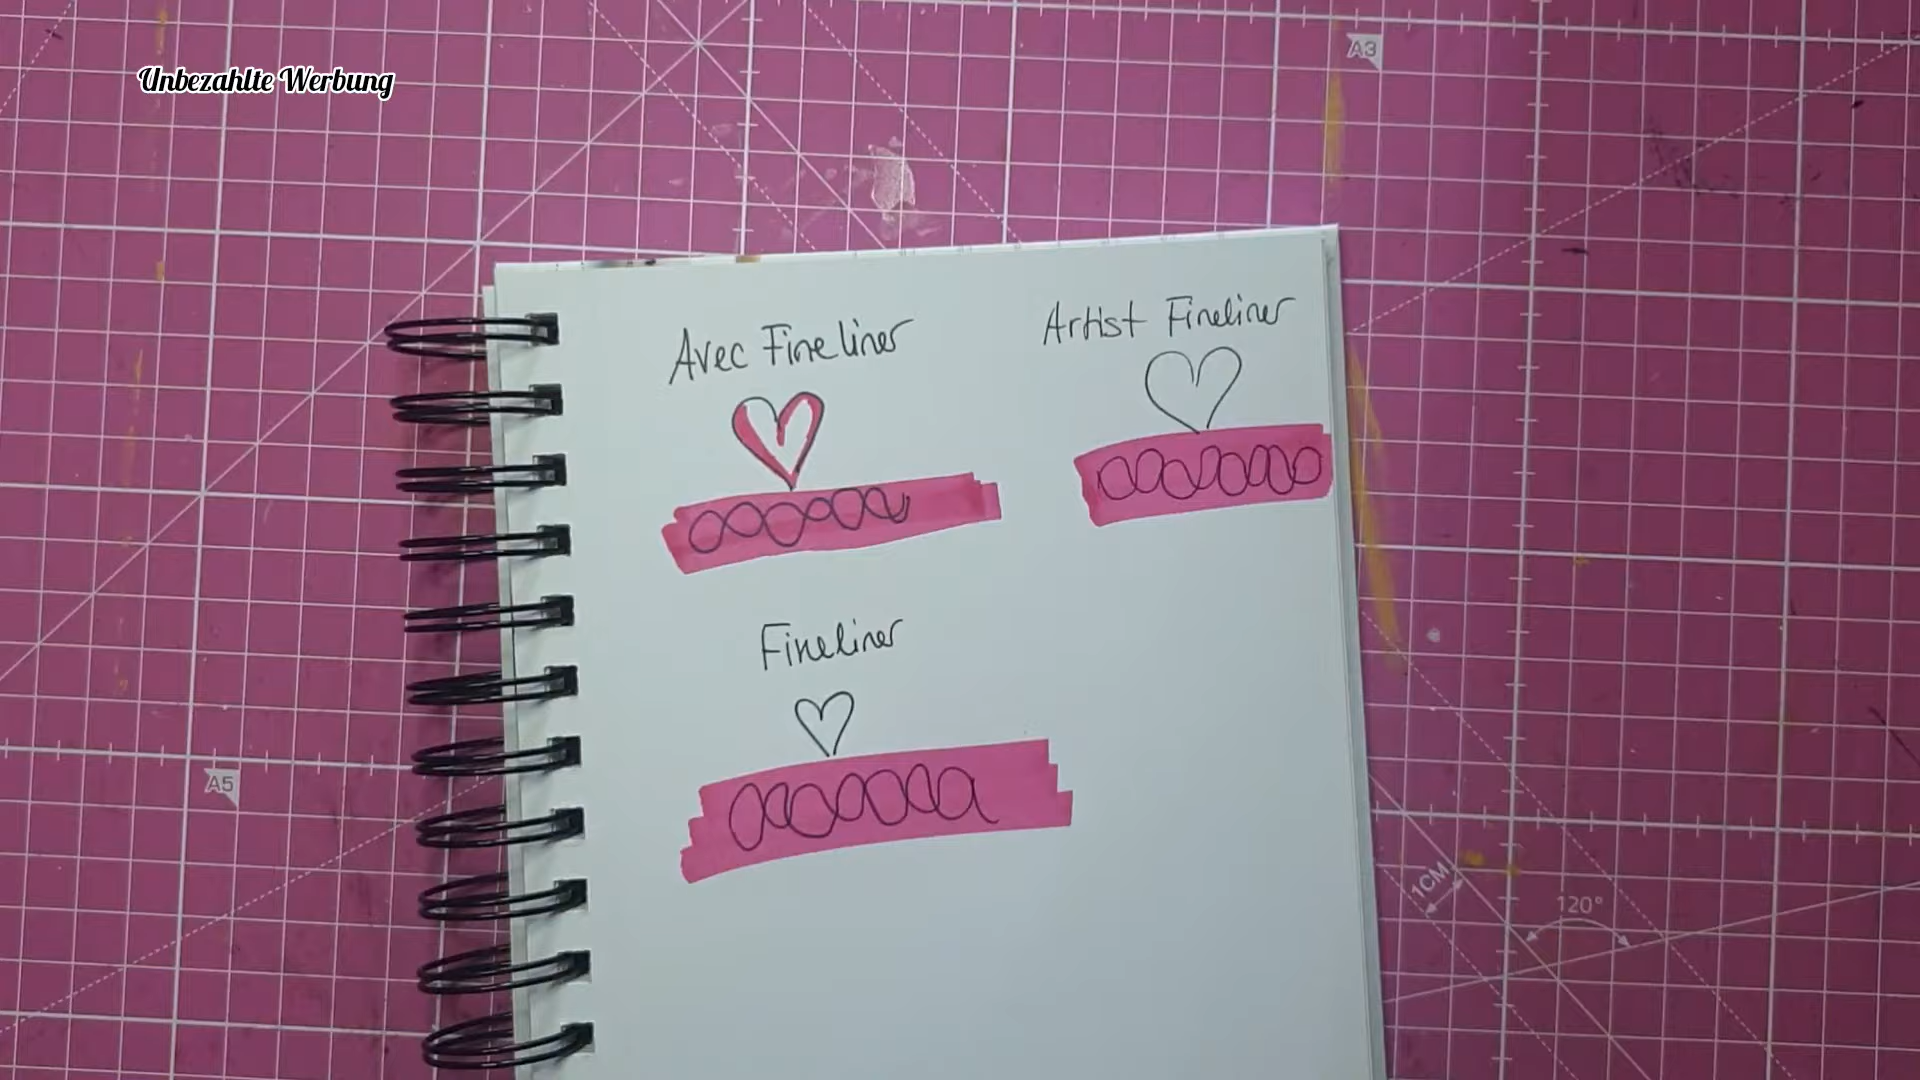 Unbezahlte Werbung
A3
Avec Fineliner
Artist Fineliner
Fineliner
A5
1CM
120°